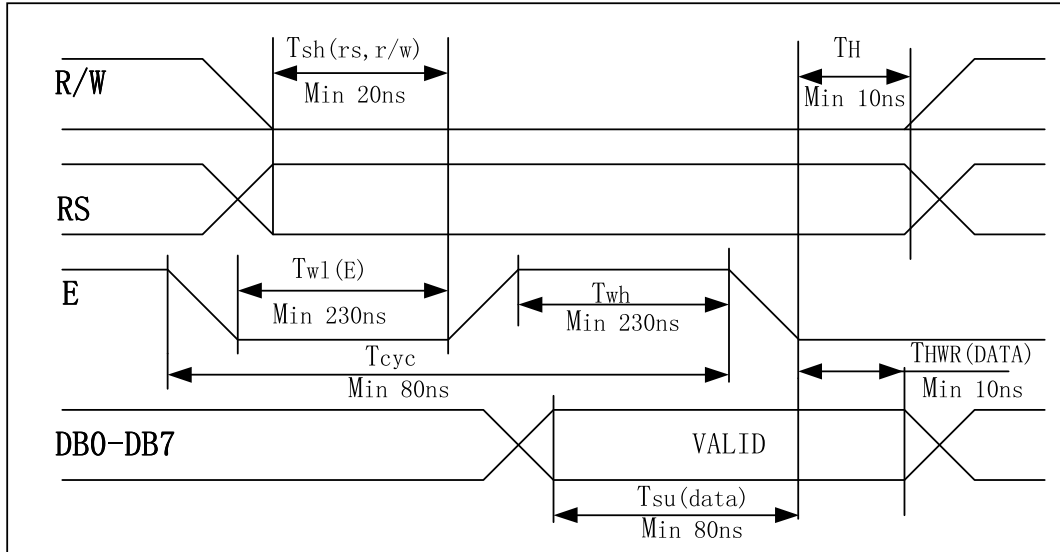 Tsh(rs,r/w)
Min 20ns
TH
Min 10ns
R/W
RS
E
Tw1(E)
Min 230ns
Twh
Min 230ns
Tcyc
Min 80ns
THWR(DATA)
Min 10ns
DB0-DB7
VALID
Tsu(data)
Min 80ns